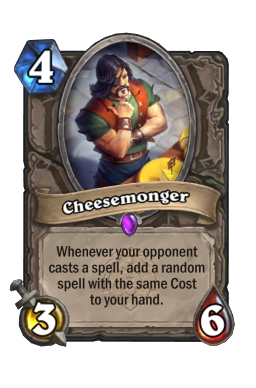 4
Cheesemonger
Whenever your opponent
casts a spell, add a random
spell with the same Cost
to your hand.
3
6